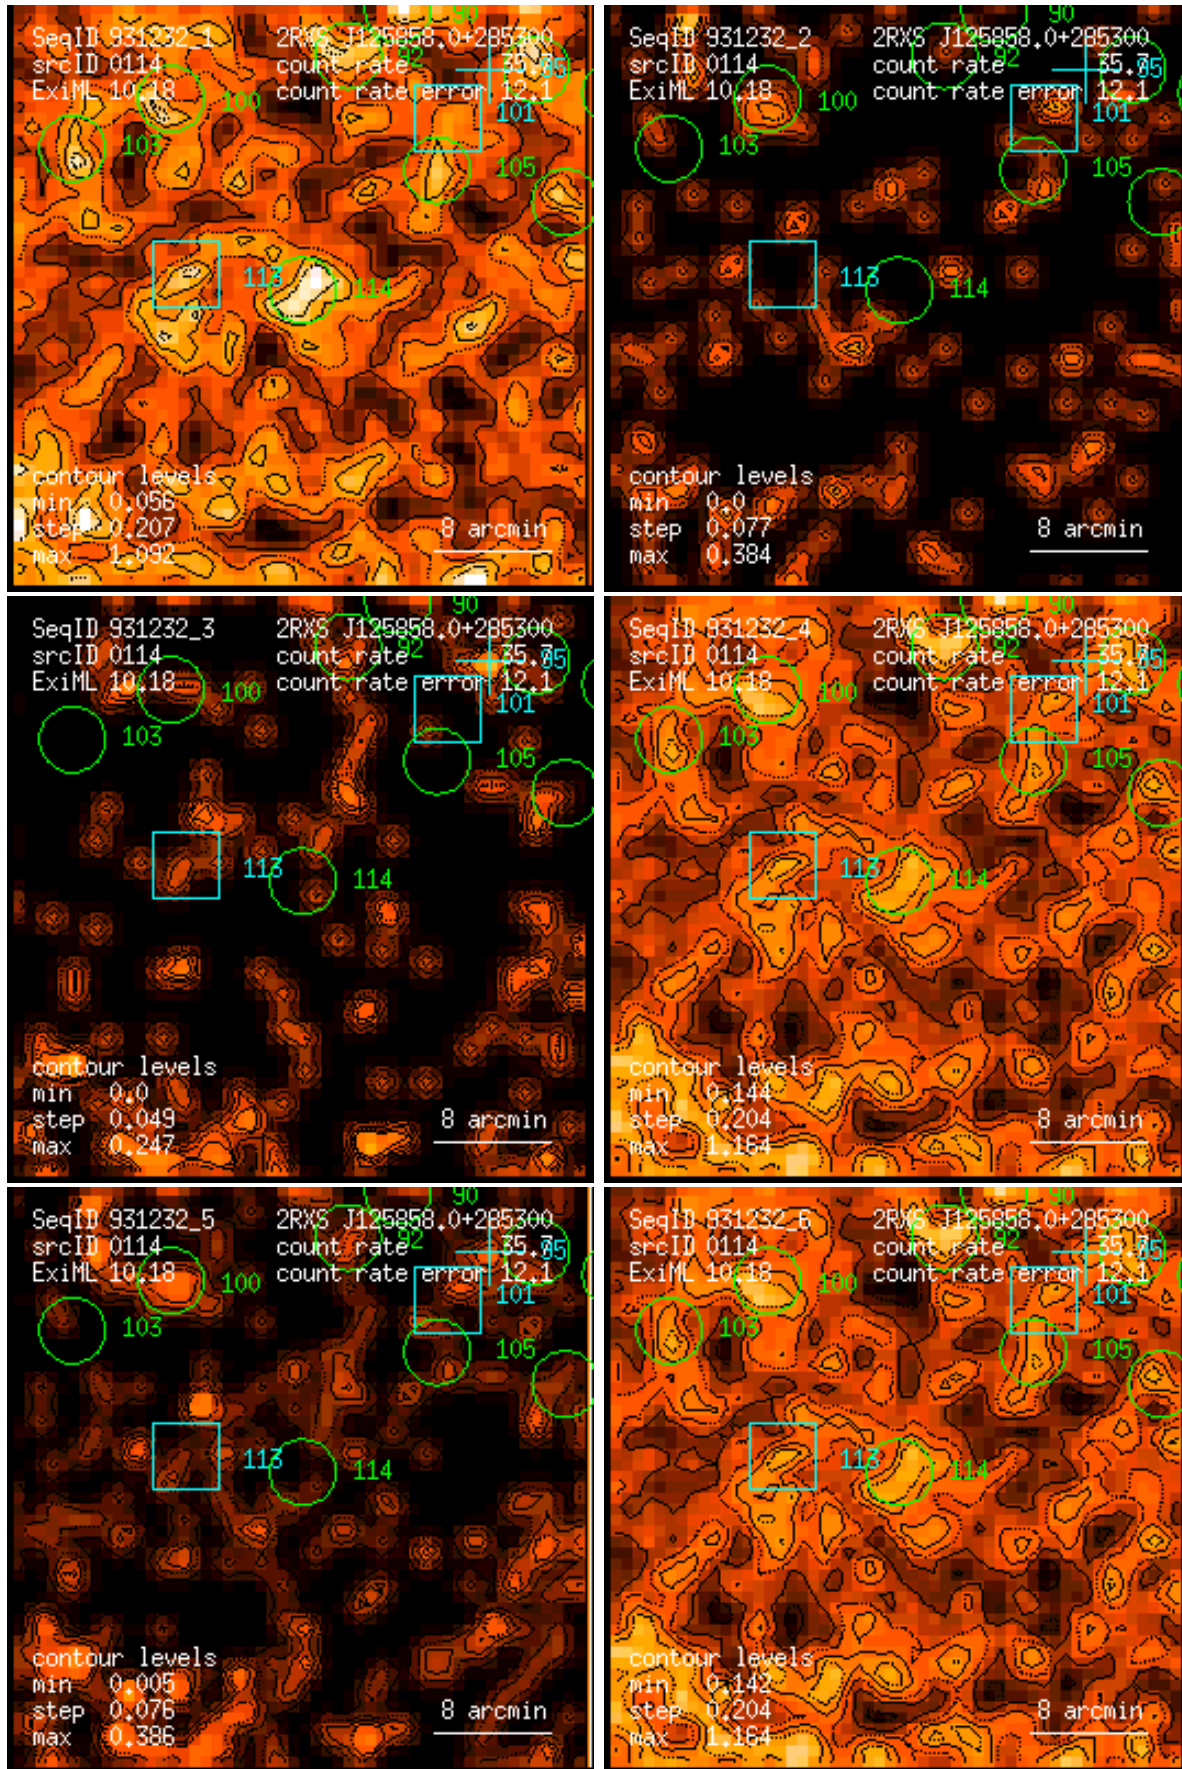 90
SeqID 931232_1 2RXS J125858.0+285300
srcID 0114 count rate 92 35.7 95
ExiML 10.18 count rate error 12.1
100
101
103
105
113
114
contour levels
min 0.056
step 0.207 8 arcmin
max 1.092
90
SeqID 931232_2 2RXS J125858.0+285300
srcID 0114 count rate 92 35.7 95
ExiML 10.18 count rate error 12.1
100
101
103
105
113
114
contour levels
min 0.0
step 0.077 8 arcmin
max 0.384
90
SeqID 931232_3 2RXS J125858.0+285300
srcID 0114 count rate 92 35.7 95
ExiML 10.18 count rate error 12.1
100
101
103
105
113
114
contour levels
min 0.0
step 0.049 8 arcmin
max 0.247
90
SeqID 931232_4 2RXS J125858.0+285300
srcID 0114 count rate 92 35.7 95
ExiML 10.18 count rate error 12.1
100
101
103
105
113
114
contour levels
min 0.144
step 0.204 8 arcmin
max 1.164
90
SeqID 931232_5 2RXS J125858.0+285300
srcID 0114 count rate 92 35.7 95
ExiML 10.18 count rate error 12.1
100
101
103
105
113
114
contour levels
min 0.005
step 0.076 8 arcmin
max 0.386
90
SeqID 931232_6 2RXS J125858.0+285300
srcID 0114 count rate 92 35.7 95
ExiML 10.18 count rate error 12.1
100
101
103
105
113
114
contour levels
min 0.142
step 0.204 8 arcmin
max 1.164